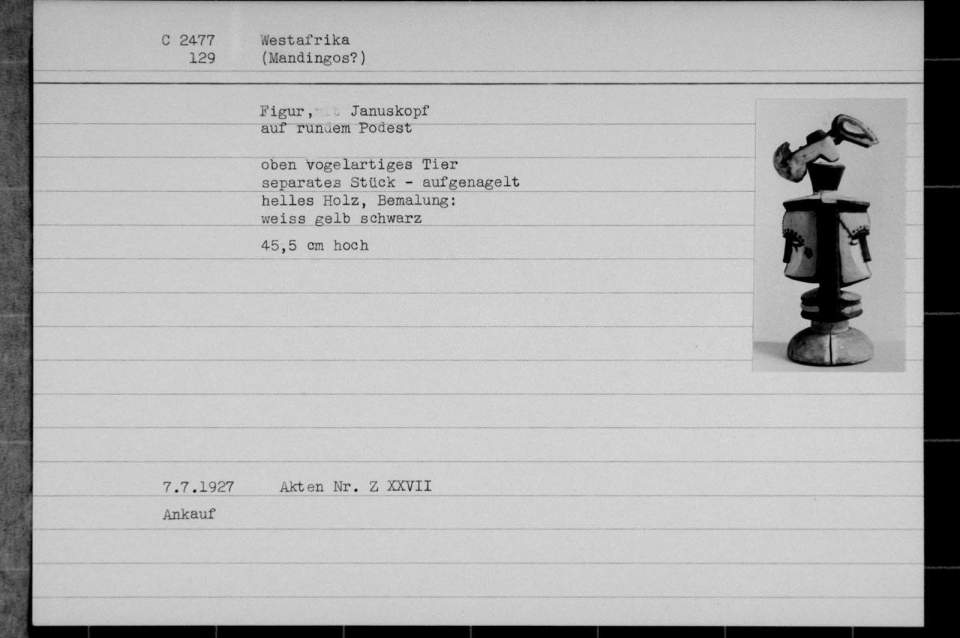 C 2477 Westafrika
129 (Mandingos?)
Figur, Januskopf
auf rundem Podest
oben vogelartiges Tier
separates Stück - aufgenagelt
helles Holz, Bemalung:
weiss gelb schwarz
45,5 cm hoch
7.7.1927 Akten Nr. Z XXVII
Ankauf